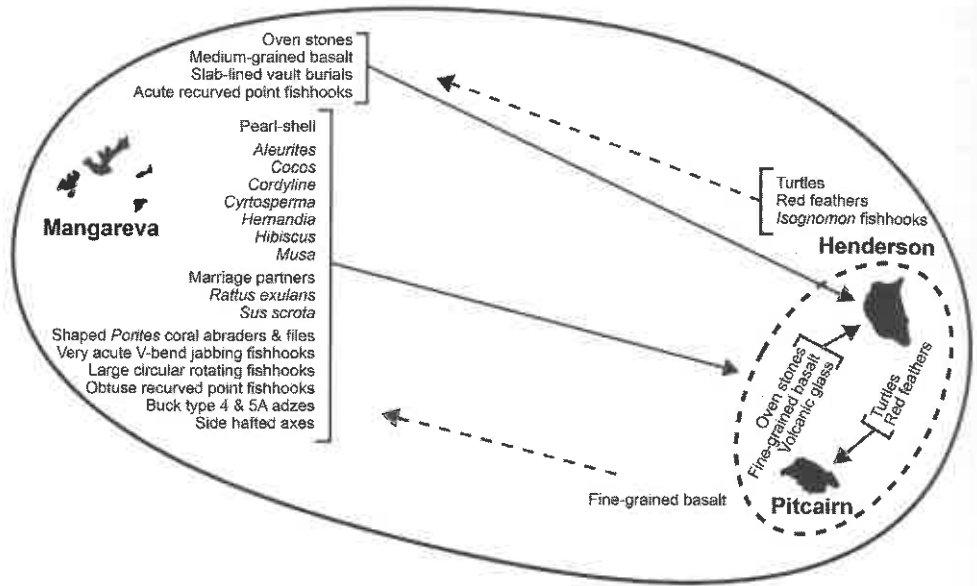 Oven stones
Medium-grained basalt
Slab-lined vault burials
Acute recurved point fishhooks
Pearl-shell
Aleurites
Cocos
Cordyline
Cyrtosperma
Hernandia
Hibiscus
Musa
Marriage partners
Rattus exulans
Sus scrota
Shaped Porites coral abraders & files
Very acute V-bend jabbing fishhooks
Large circular rotating fishhooks
Obtuse recurved point fishhooks
Buck type 4 & 5A adzes
Side hafted axes
Mangareva
Turtles
Red feathers
Isognomon fishhooks
Henderson
Oven stones
Fine-grained basalt
Volcanic glass
Turtles
Red feathers
Pitcairn
Fine-grained basalt